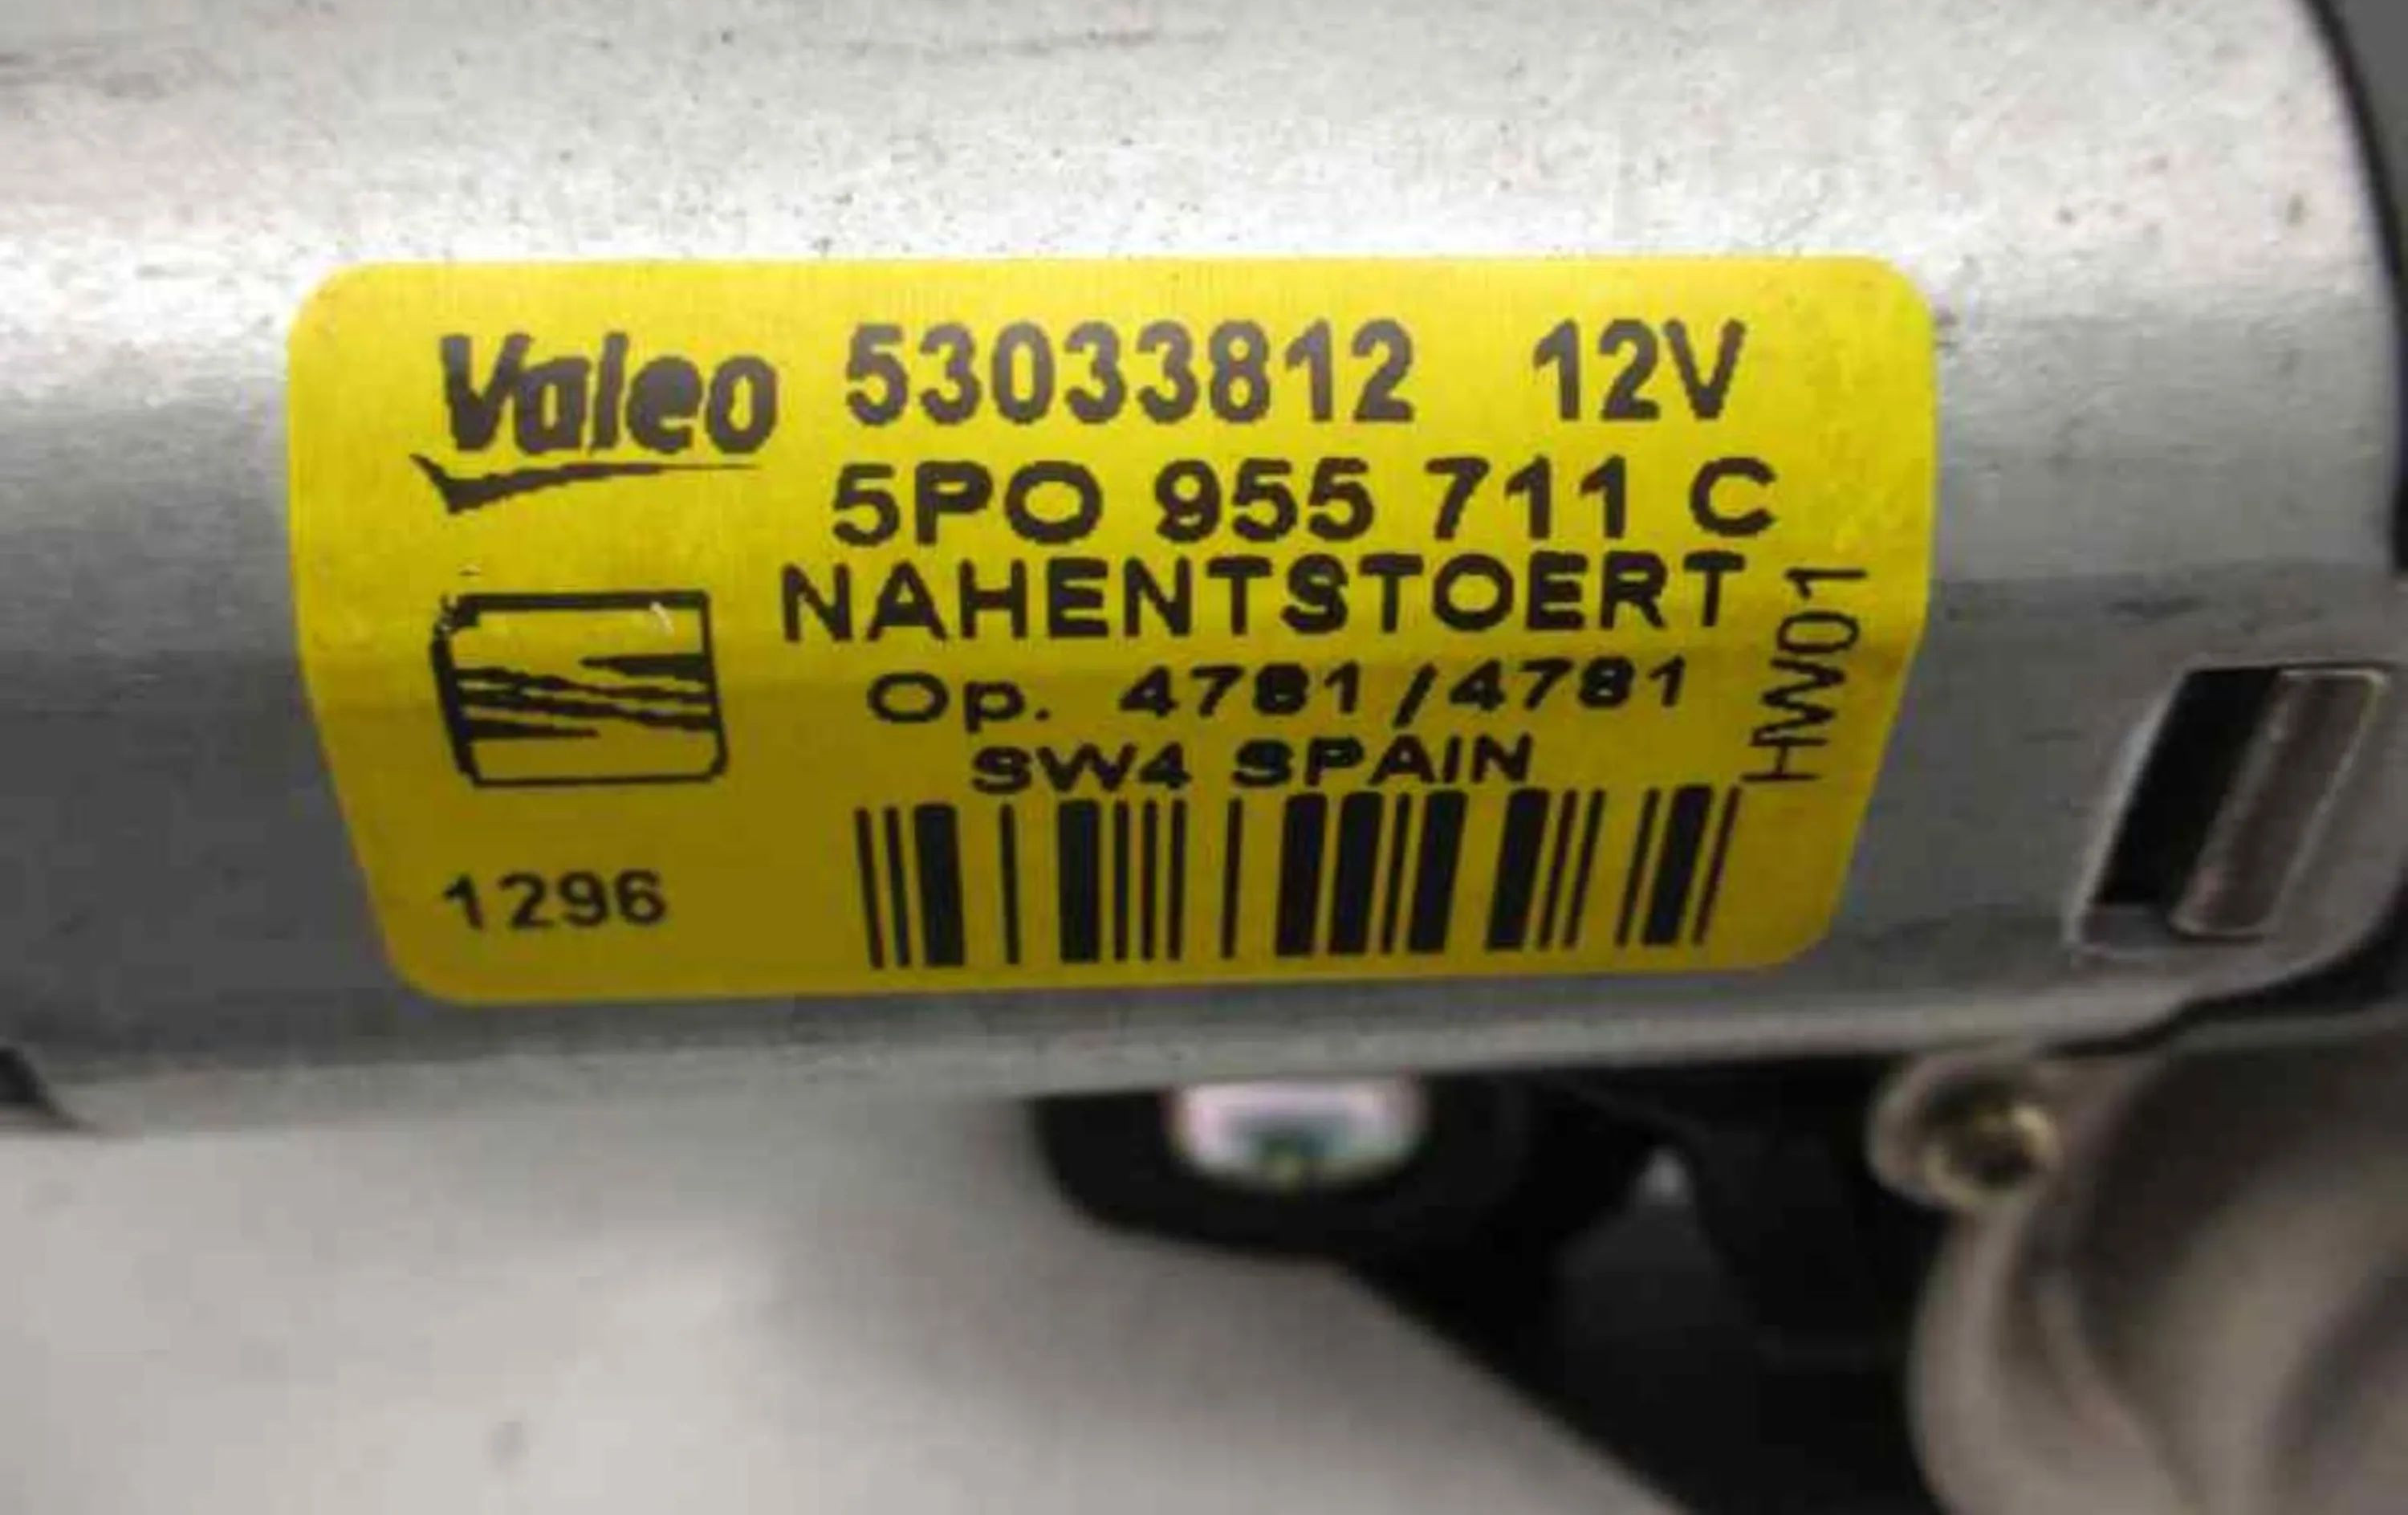 Valeo 53033812 12V
5PO 955 711 C
NAHENTSTOERT
HW01
Op. 4781/4781
SW4 SPAIN
1296